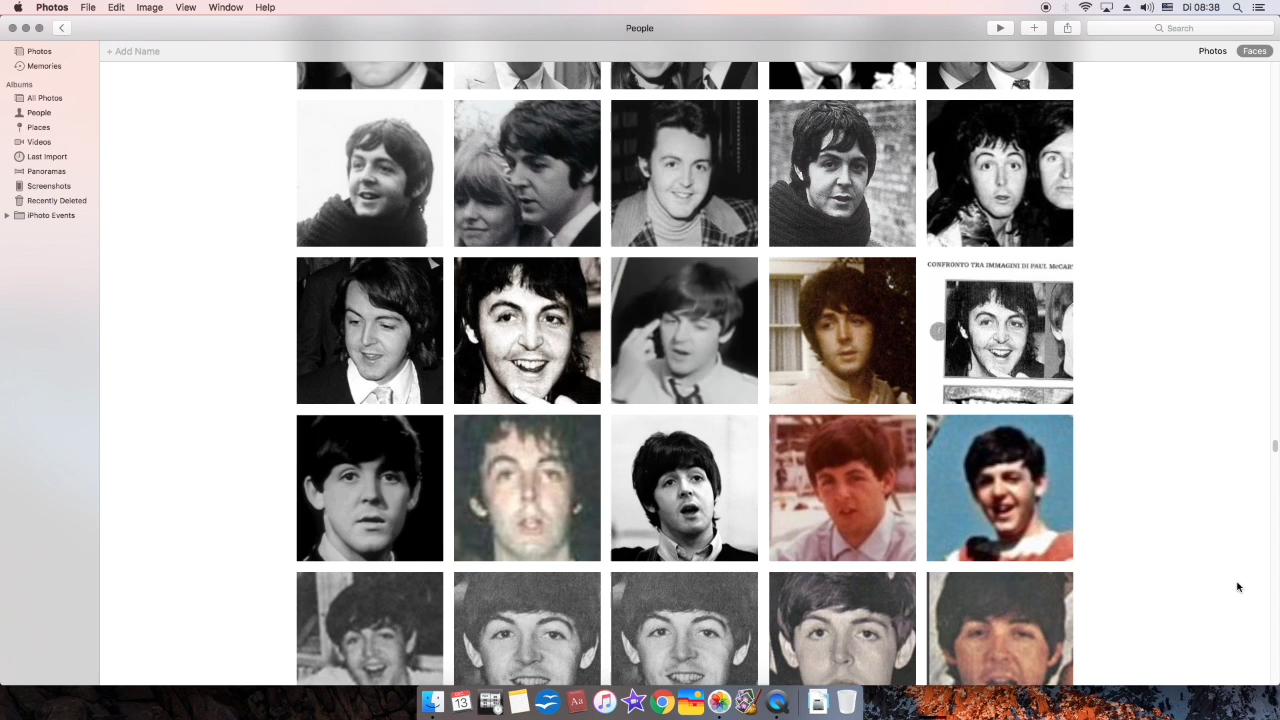 Photos File Edit Image View Window Help Di 08:38
People
Search
Photos
Memories
Albums
All Photos
People
Places
Videos
Last Import
Panoramas
Screenshots
Recently Deleted
iPhoto Events
+ Add Name
Photos Faces
CONFRONTO TRA IMMAGINI DI PAUL McCAR
13
Aa